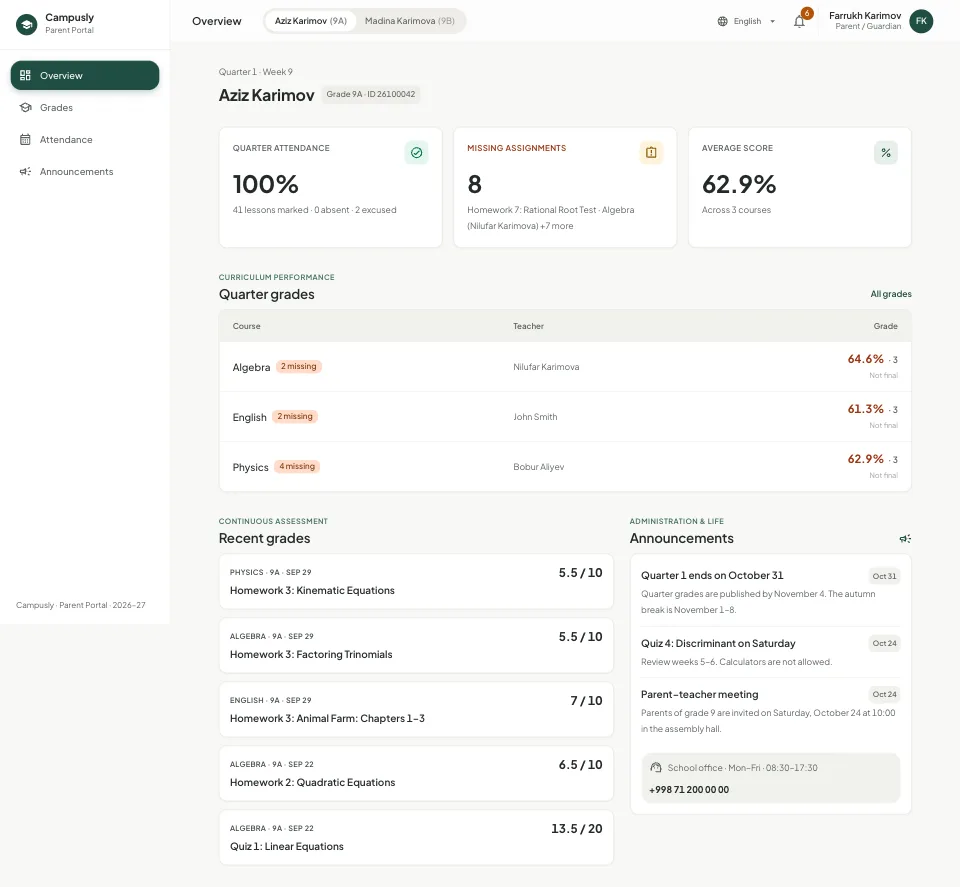 Campusly
Parent Portal
Overview
Grades
Attendance
Announcements
Campusly · Parent Portal · 2026–27
Overview
Aziz Karimov (9A)
Madina Karimova (9B)
English
6
Farrukh Karimov
Parent / Guardian
FK
Quarter 1 · Week 9
Aziz Karimov
Grade 9A · ID 26100042
QUARTER ATTENDANCE
100%
41 lessons marked · 0 absent · 2 excused
MISSING ASSIGNMENTS
8
Homework 7: Rational Root Test · Algebra
(Nilufar Karimova) +7 more
AVERAGE SCORE
%
62.9%
Across 3 courses
CURRICULUM PERFORMANCE
Quarter grades
All grades
Course
Teacher
Grade
Algebra
2 missing
Nilufar Karimova
64.6% · 3
Not final
English
2 missing
John Smith
61.3% · 3
Not final
Physics
4 missing
Bobur Aliyev
62.9% · 3
Not final
CONTINUOUS ASSESSMENT
Recent grades
PHYSICS · 9A · SEP 29
Homework 3: Kinematic Equations
5.5 / 10
ALGEBRA · 9A · SEP 29
Homework 3: Factoring Trinomials
5.5 / 10
ENGLISH · 9A · SEP 29
Homework 3: Animal Farm: Chapters 1–3
7 / 10
ALGEBRA · 9A · SEP 22
Homework 2: Quadratic Equations
6.5 / 10
ALGEBRA · 9A · SEP 22
Quiz 1: Linear Equations
13.5 / 20
ADMINISTRATION & LIFE
Announcements
Quarter 1 ends on October 31
Oct 31
Quarter grades are published by November 4. The autumn
break is November 1–8.
Quiz 4: Discriminant on Saturday
Oct 24
Review weeks 5–6. Calculators are not allowed.
Parent–teacher meeting
Oct 24
Parents of grade 9 are invited on Saturday, October 24 at 10:00
in the assembly hall.
School office · Mon–Fri · 08:30–17:30
+998 71 200 00 00